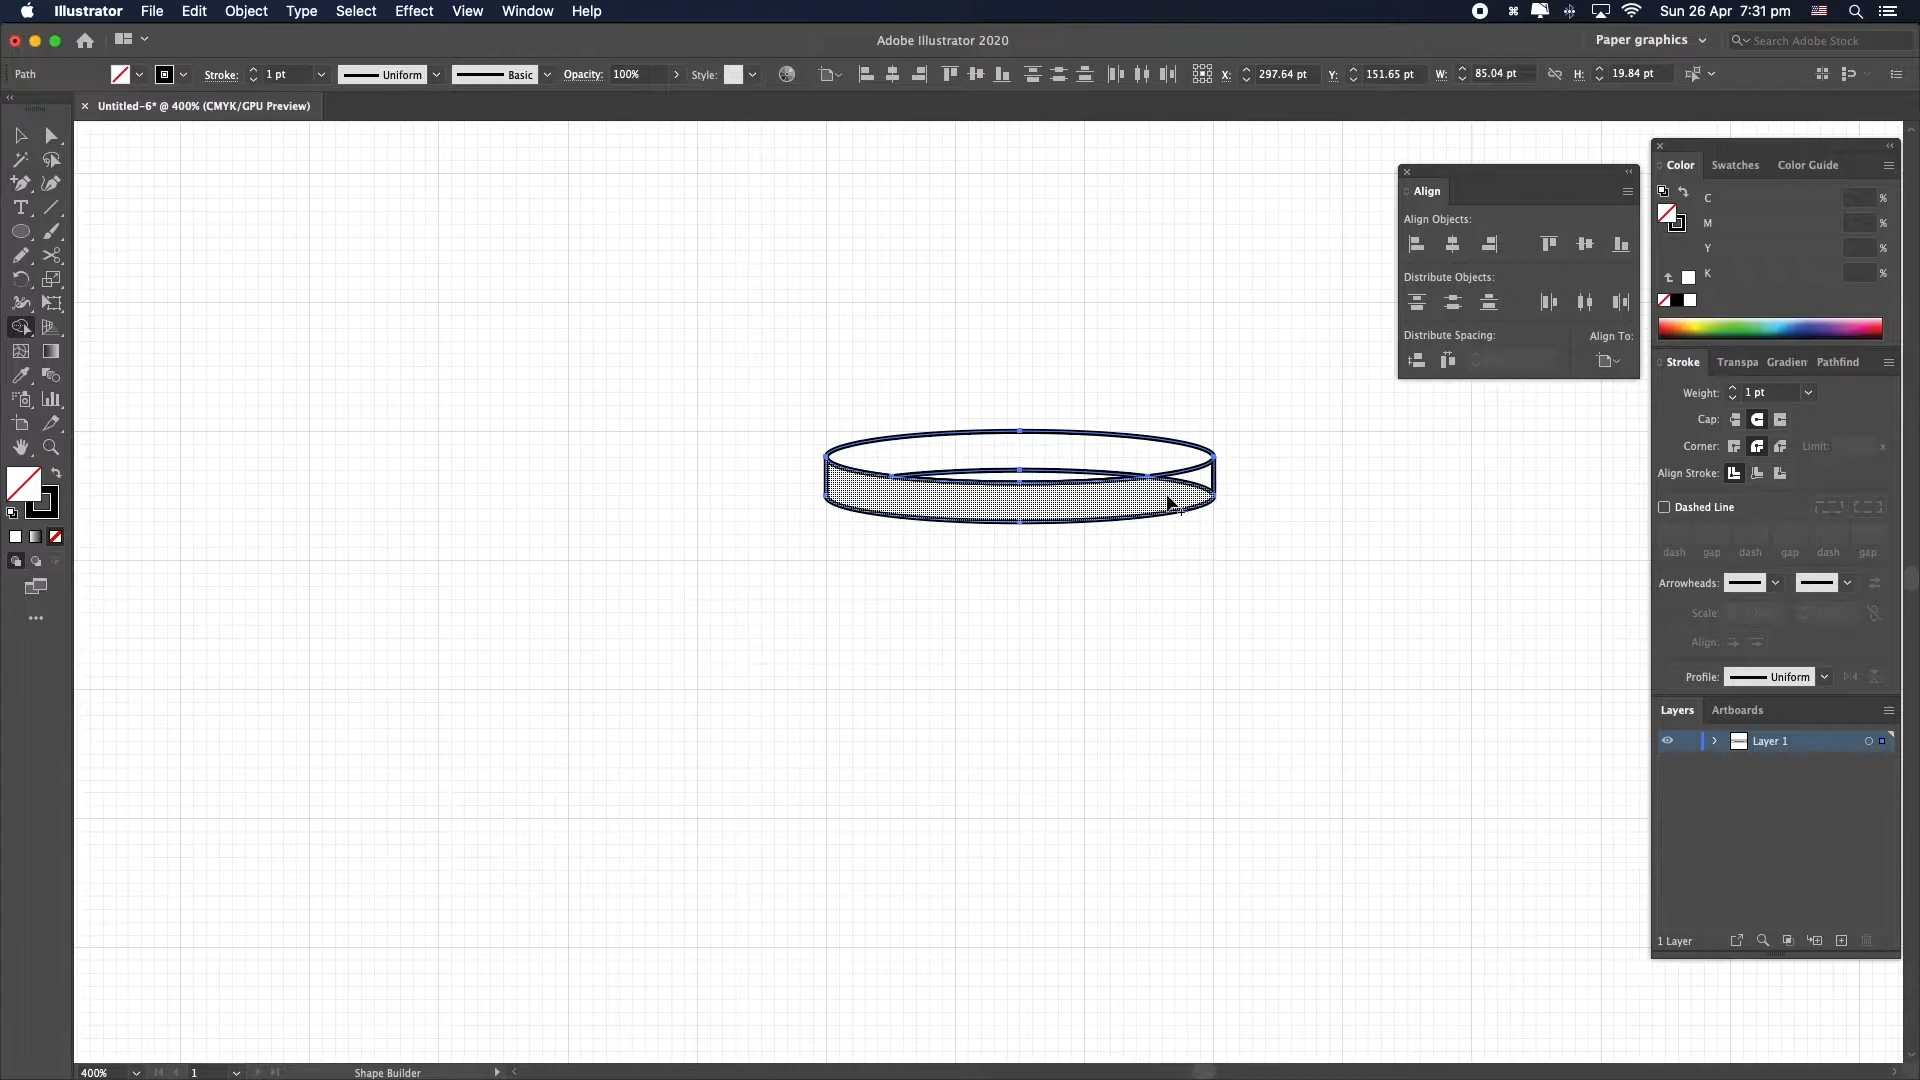 Illustrator File Edit Object Type Select Effect View Window Help Sun 26 Apr 7:31 pm
Adobe Illustrator 2020 Paper graphics Search Adobe Stock
Path Stroke: 1 pt Uniform Basic Opacity: 100% Style: X: 297.64 pt Y: 151.65 pt W: 85.04 pt H: 19.84 pt
Untitled-6* @ 400% (CMYK/GPU Preview)
Align
Align Objects:
Distribute Objects:
Distribute Spacing: Align To:
Color Swatches Color Guide
C %
M %
Y %
K %
Stroke Transpa Gradien Pathfind
Weight: 1 pt
Cap:
Corner: Limit: x
Align Stroke:
Dashed Line
dash gap dash gap dash gap
Arrowheads:
Scale:
Align:
Profile: Uniform
Layers Artboards
Layer 1
1 Layer
400% 1 Shape Builder